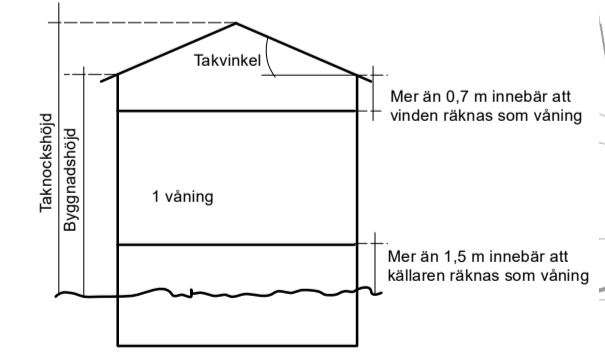 Takvinkel
Mer än 0,7 m innebär att
vinden räknas som våning
Taknockshöjd
Byggnadshöjd
1 våning
Mer än 1,5 m innebär att
källaren räknas som våning